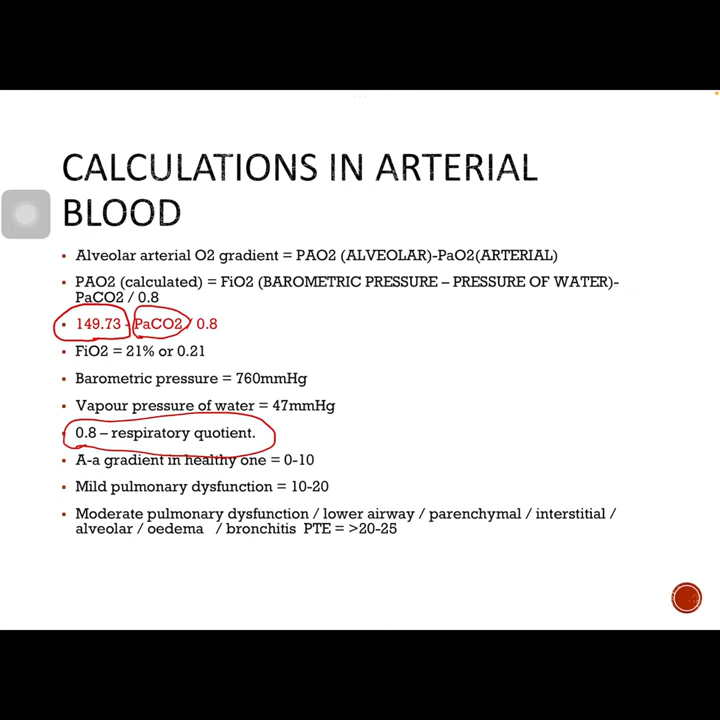 CALCULATIONS IN ARTERIAL
BLOOD
▪ Alveolar arterial O2 gradient = PAO2 (ALVEOLAR)-PaO2(ARTERIAL)
▪ PAO2 (calculated) = FiO2 (BAROMETRIC PRESSURE – PRESSURE OF WATER)-
PaCO2 / 0.8
▪ 149.73 - PaCO2 / 0.8
▪ FiO2 = 21% or 0.21
▪ Barometric pressure = 760mmHg
▪ Vapour pressure of water = 47mmHg
▪ 0.8 – respiratory quotient.
▪ A-a gradient in healthy one = 0-10
▪ Mild pulmonary dysfunction = 10-20
▪ Moderate pulmonary dysfunction / lower airway / parenchymal / interstitial /
alveolar / oedema / bronchitis PTE = >20-25